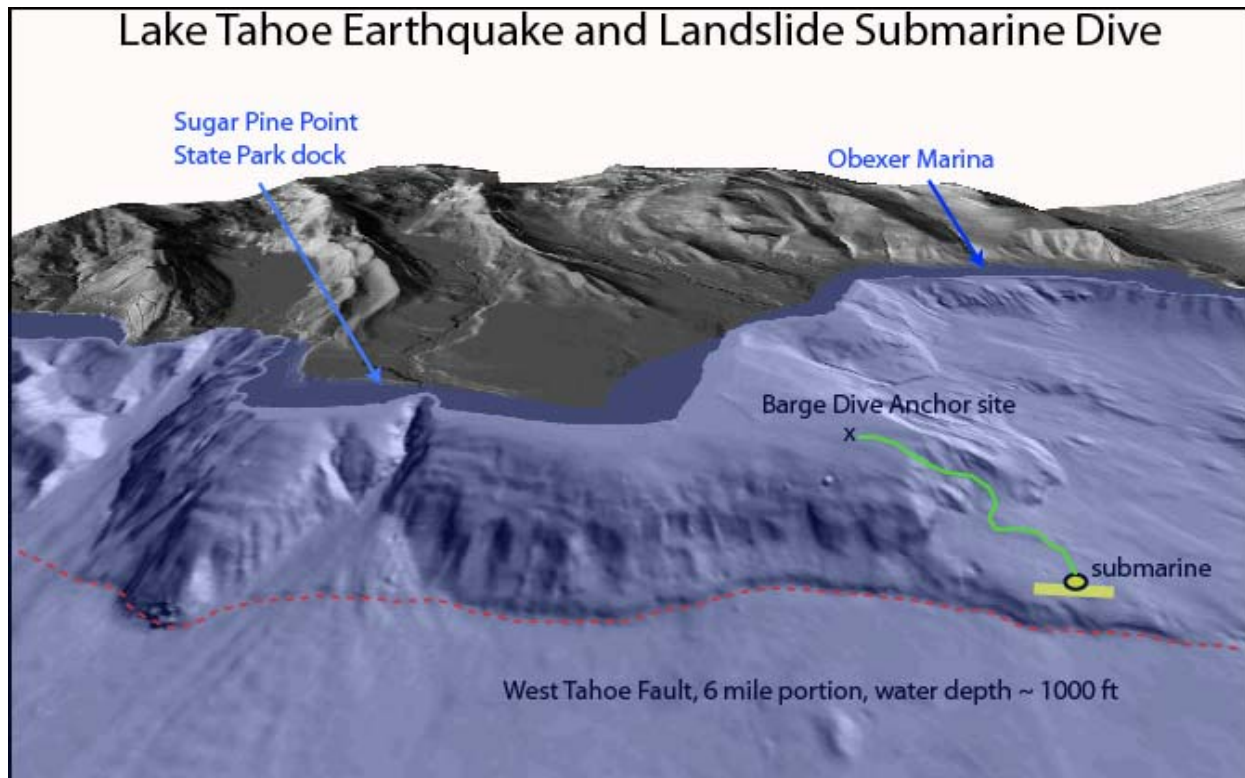 Lake Tahoe Earthquake and Landslide Submarine Dive
Sugar Pine Point
State Park dock
Obexer Marina
Barge Dive Anchor site
x
submarine
West Tahoe Fault, 6 mile portion, water depth ~ 1000 ft